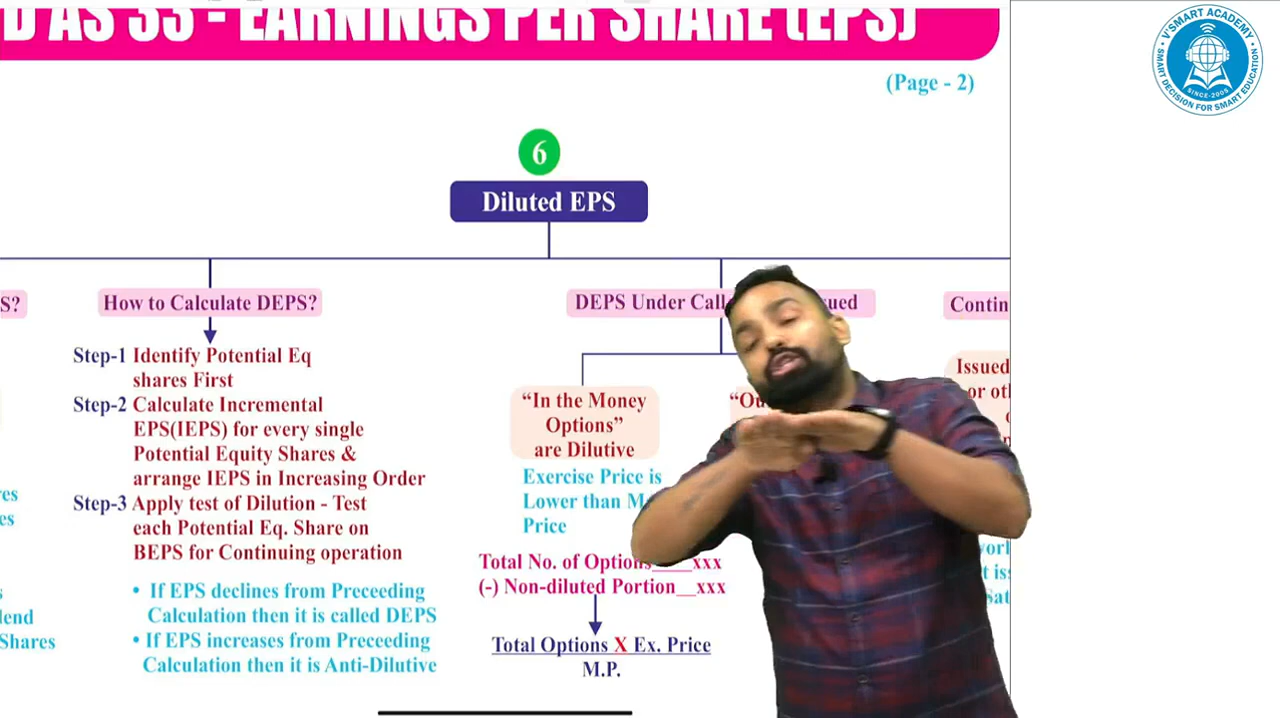 D AS 33 - EARNINGS PER SHARE (EPS)
(Page - 2)
V'SMART ACADEMY
SMART DECISION FOR SMART EDUCATION
SINCE-2005
6
Diluted EPS
S?
How to Calculate DEPS?
Step-1 Identify Potential Eq
shares First
Step-2 Calculate Incremental
EPS(IEPS) for every single
Potential Equity Shares &
arrange IEPS in Increasing Order
Step-3 Apply test of Dilution - Test
each Potential Eq. Share on
BEPS for Continuing operation
• If EPS declines from Preceeding
Calculation then it is called DEPS
• If EPS increases from Preceeding
Calculation then it is Anti-Dilutive
DEPS Under Call
“In the Money
Options”
are Dilutive
Exercise Price is
Lower than M
Price
Total No. of Options____xxx
(-) Non-diluted Portion__xxx
Total Options X Ex. Price
M.P.
Contin
Issued
Shares